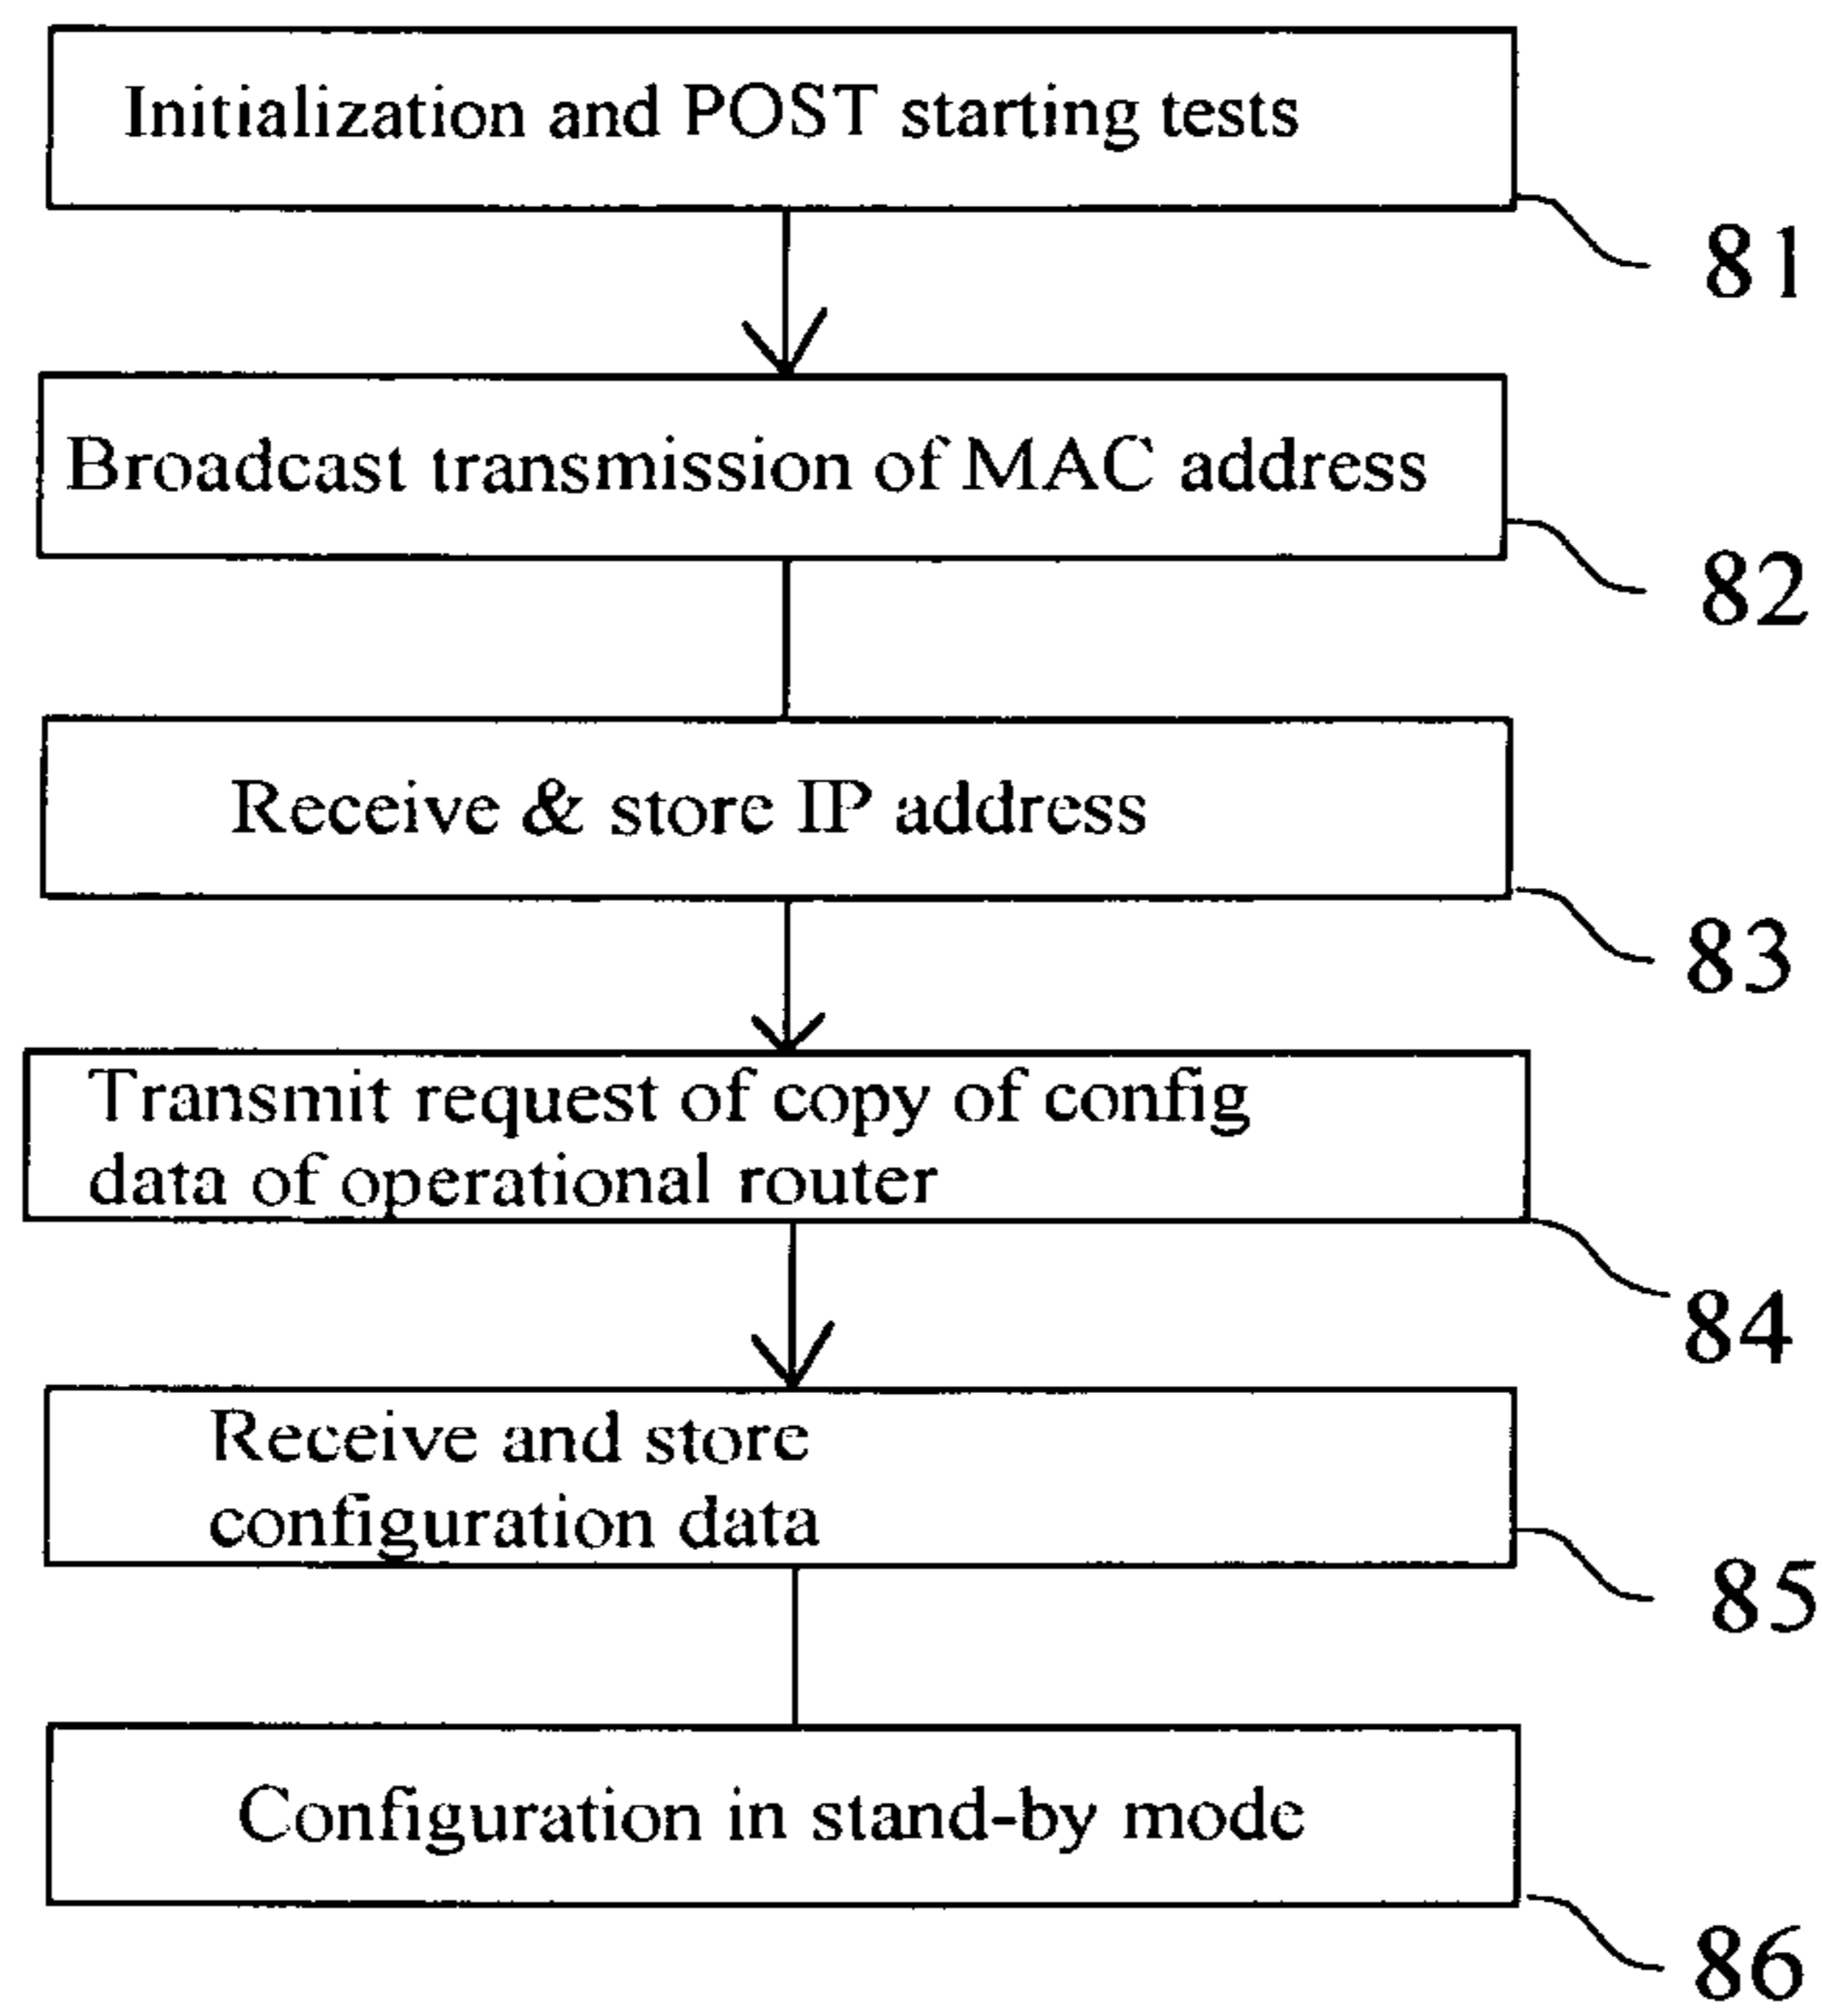 Initialization and POST starting tests
81
Broadcast transmission of MAC address
82
Receive & store IP address
83
Transmit request of copy of config
data of operational router
84
Receive and store
configuration data
85
Configuration in stand-by mode
86